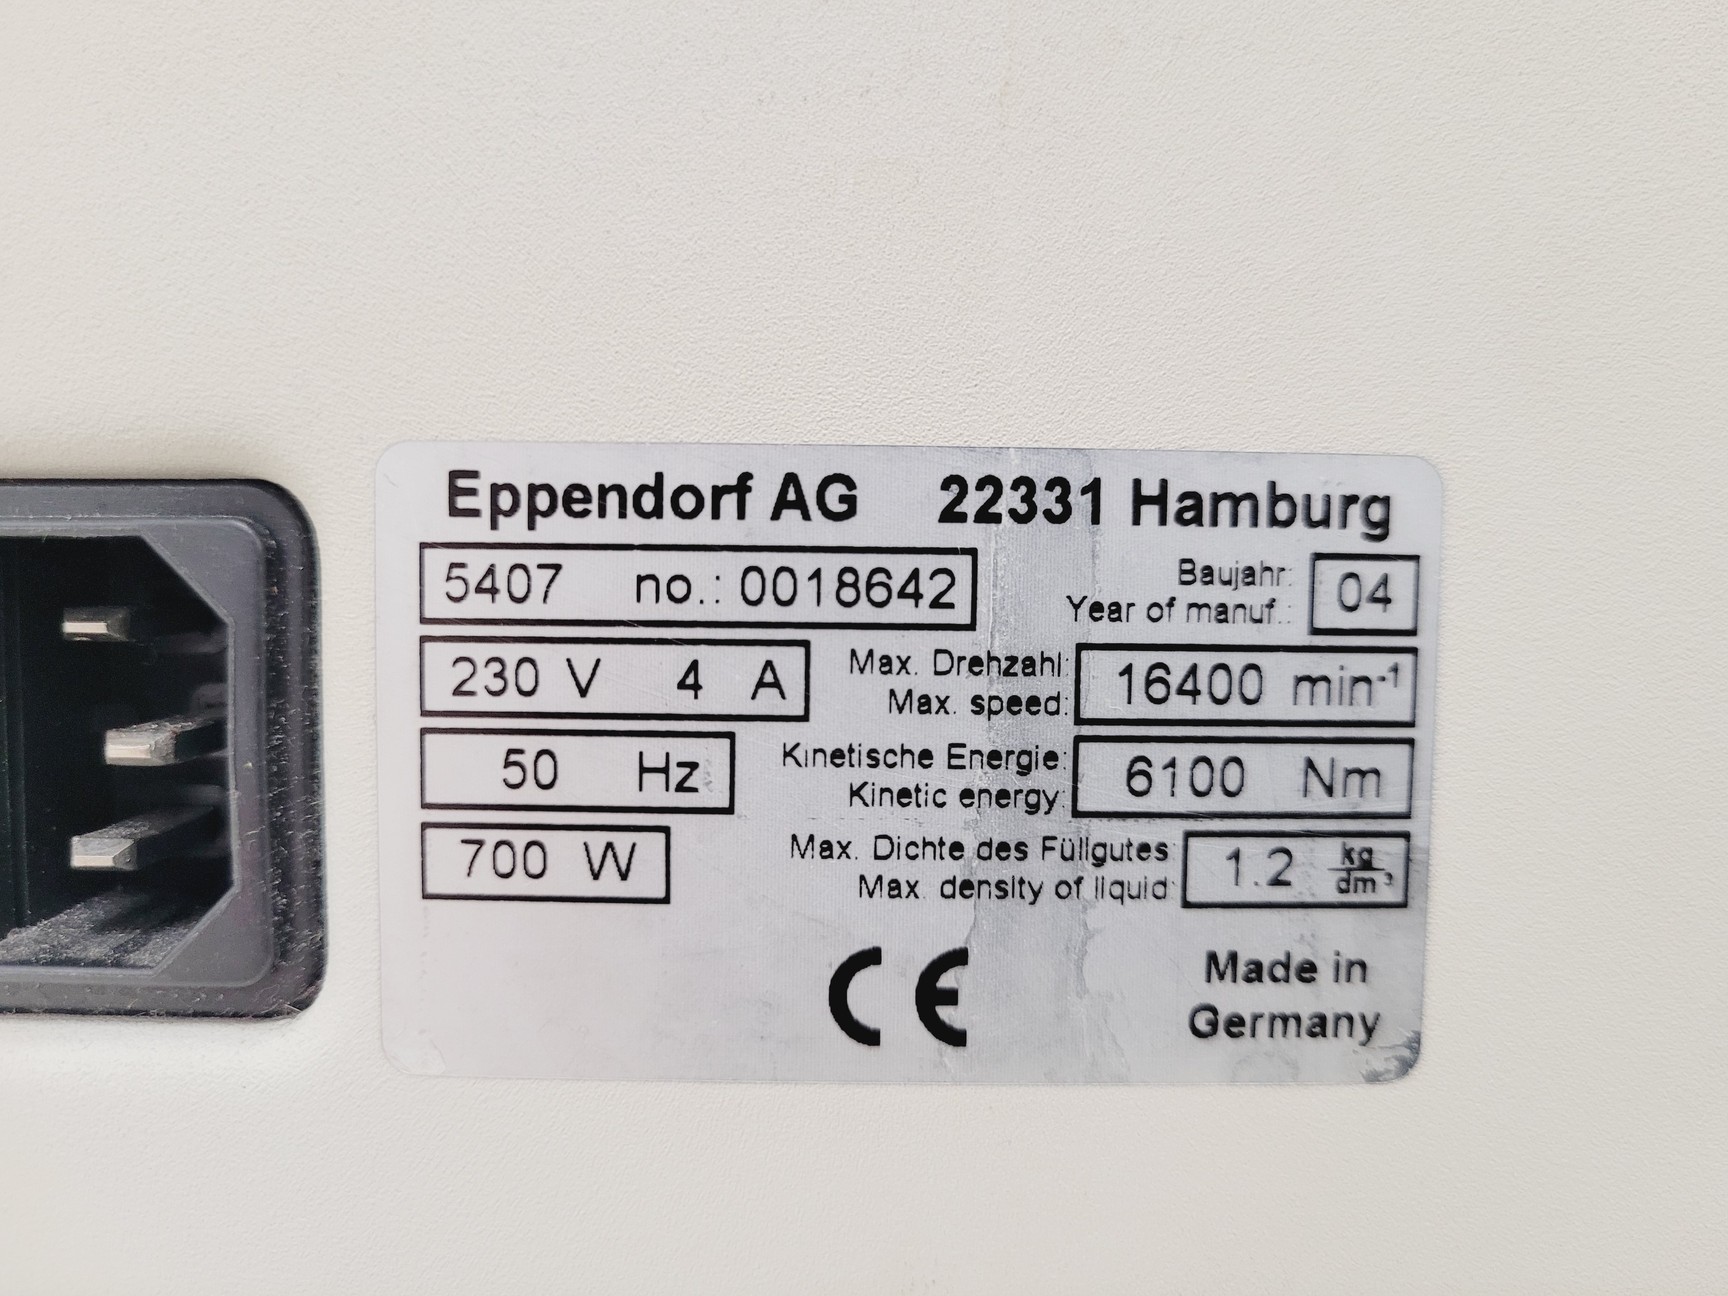 Eppendorf AG 22331 Hamburg
5407 no.: 0018642
Baujahr:
Year of manuf.:
04
230 V 4 A
Max. Drehzahl:
Max. speed:
16400 min⁻¹
50 Hz
Kinetische Energie:
Kinetic energy:
6100 Nm
700 W
Max. Dichte des Füllgutes:
Max. density of liquid:
1.2 kg/dm³
CE
Made in
Germany